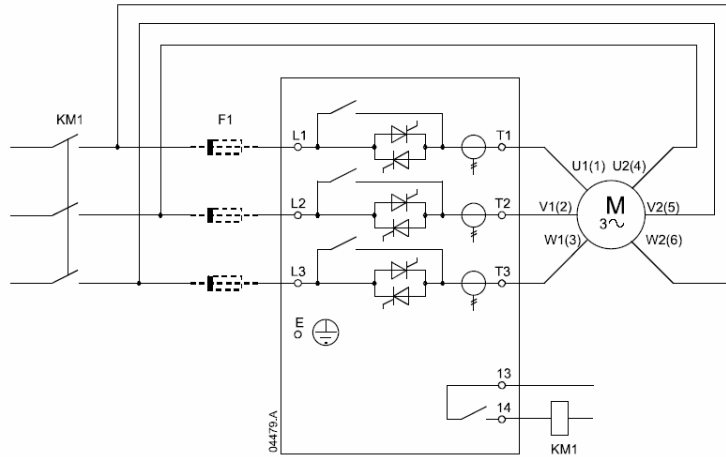 KM1
F1
L1
T1
U1(1)
U2(4)
L2
T2
V1(2)
M
3~
V2(5)
W1(3)
W2(6)
L3
T3
E
13
14
KM1
04479.A